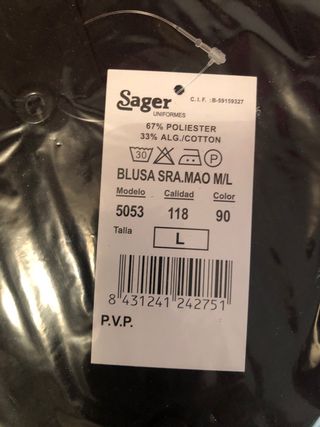 Sager
UNIFORMES
C.I.F.: B-59159327
67% POLIESTER
33% ALG./COTTON
30 P
BLUSA SRA.MAO M/L
Modelo Calidad Color
5053 118 90
Talla L
8 431241 242751
P.V.P.